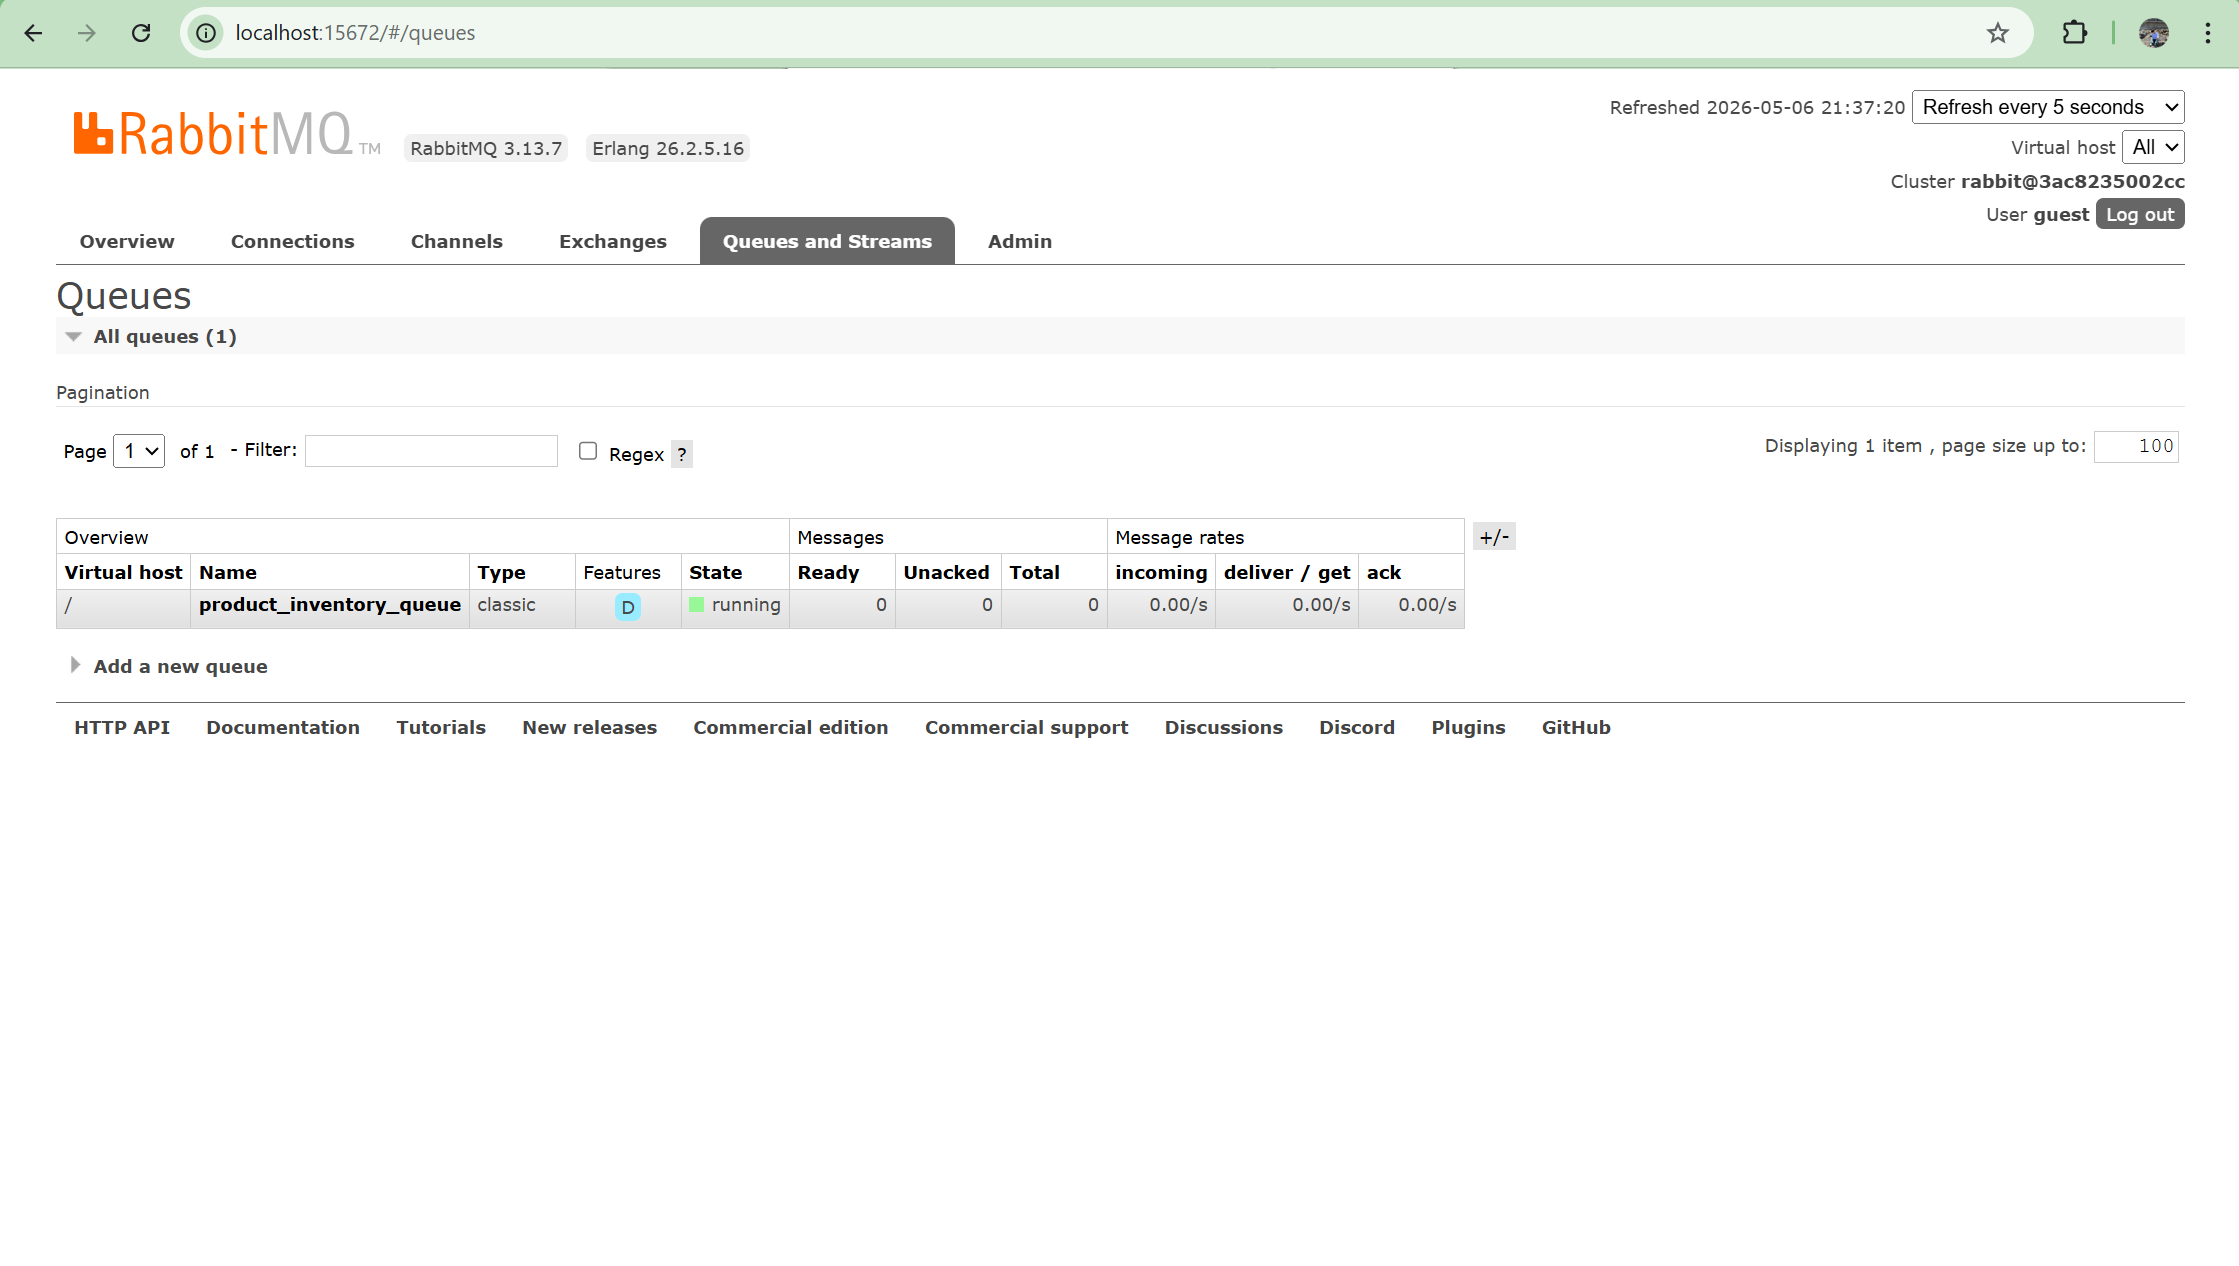 localhost:15672/#/queues
RabbitMQ TM RabbitMQ 3.13.7 Erlang 26.2.5.16
Refreshed 2026-05-06 21:37:20 Refresh every 5 seconds
Virtual host All
Cluster rabbit@3ac8235002cc
User guest Log out
Overview Connections Channels Exchanges Queues and Streams Admin
Queues
All queues (1)
Pagination
Page 1 of 1 - Filter: Regex ? Displaying 1 item , page size up to: 100
Overview Messages Message rates +/-
Virtual host Name Type Features State Ready Unacked Total incoming deliver / get ack
/ product_inventory_queue classic D running 0 0 0 0.00/s 0.00/s 0.00/s
Add a new queue
HTTP API Documentation Tutorials New releases Commercial edition Commercial support Discussions Discord Plugins GitHub